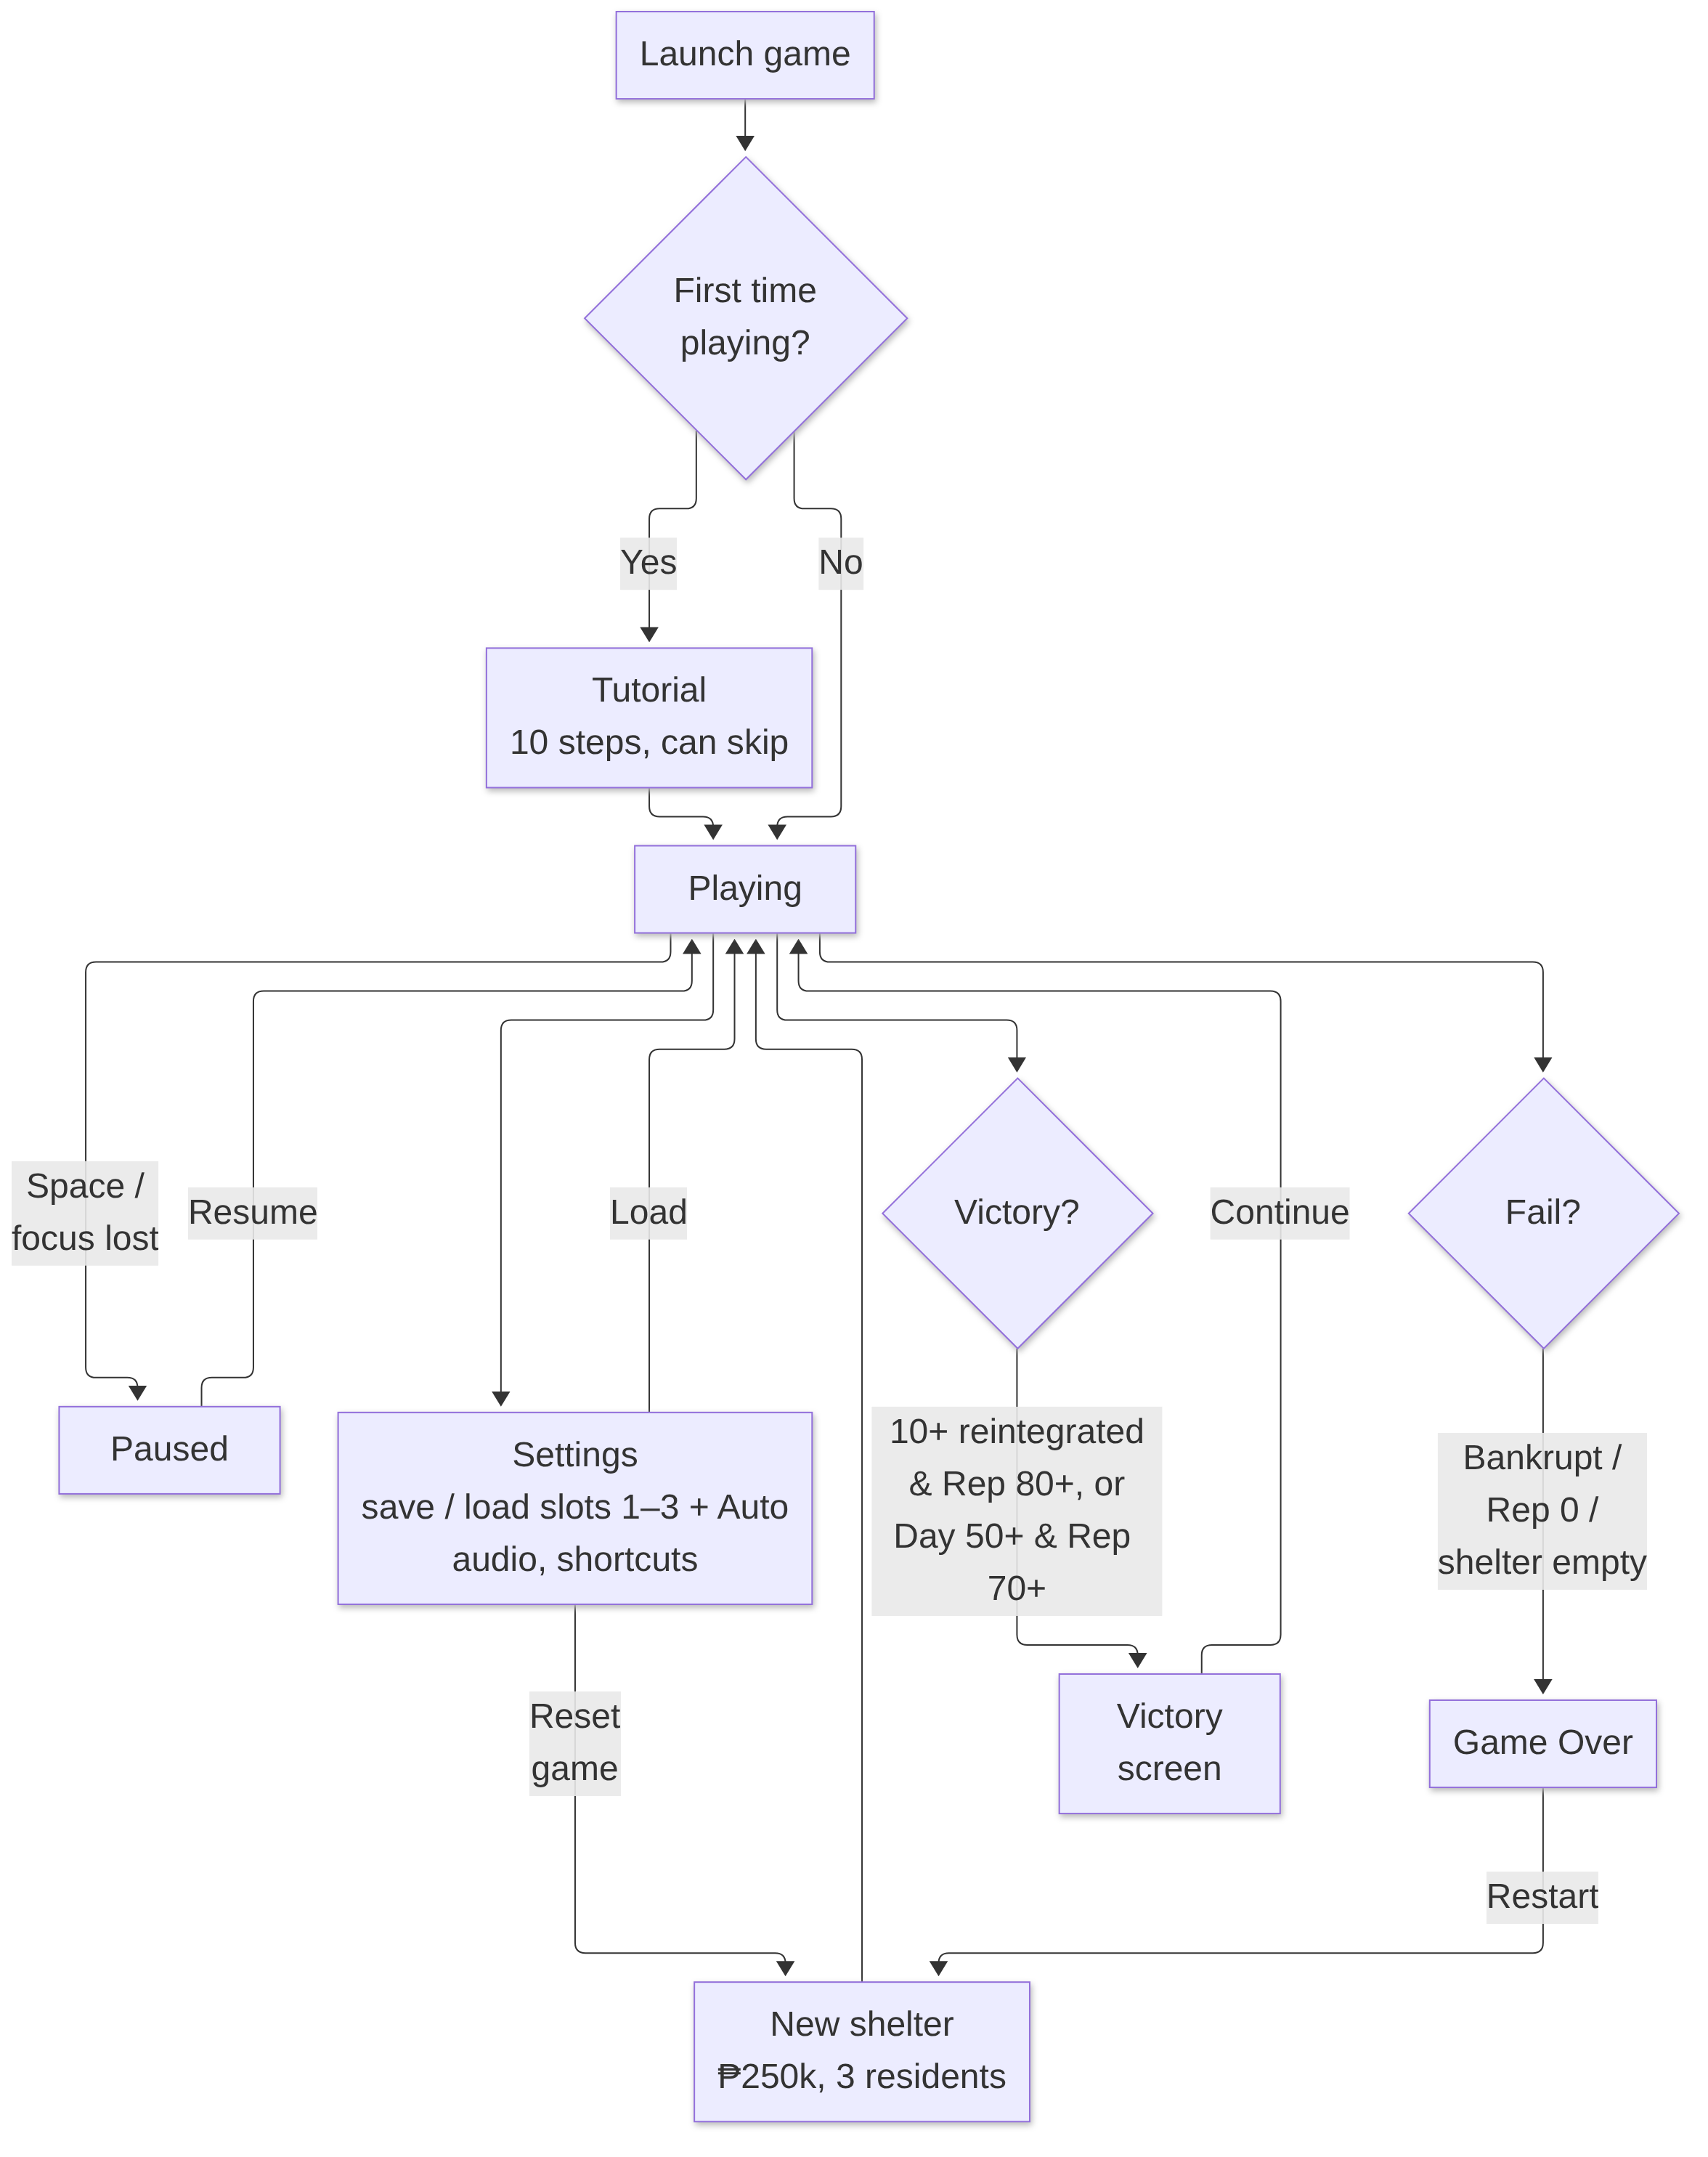 Launch game
First time
playing?
Yes
No
Tutorial
10 steps, can skip
Playing
Space /
focus lost
Resume
Load
Victory?
Continue
Fail?
Paused
Settings
save / load slots 1–3 + Auto
audio, shortcuts
10+ reintegrated
& Rep 80+, or
Day 50+ & Rep
70+
Bankrupt /
Rep 0 /
shelter empty
Reset
game
Victory
screen
Game Over
Restart
New shelter
₱250k, 3 residents